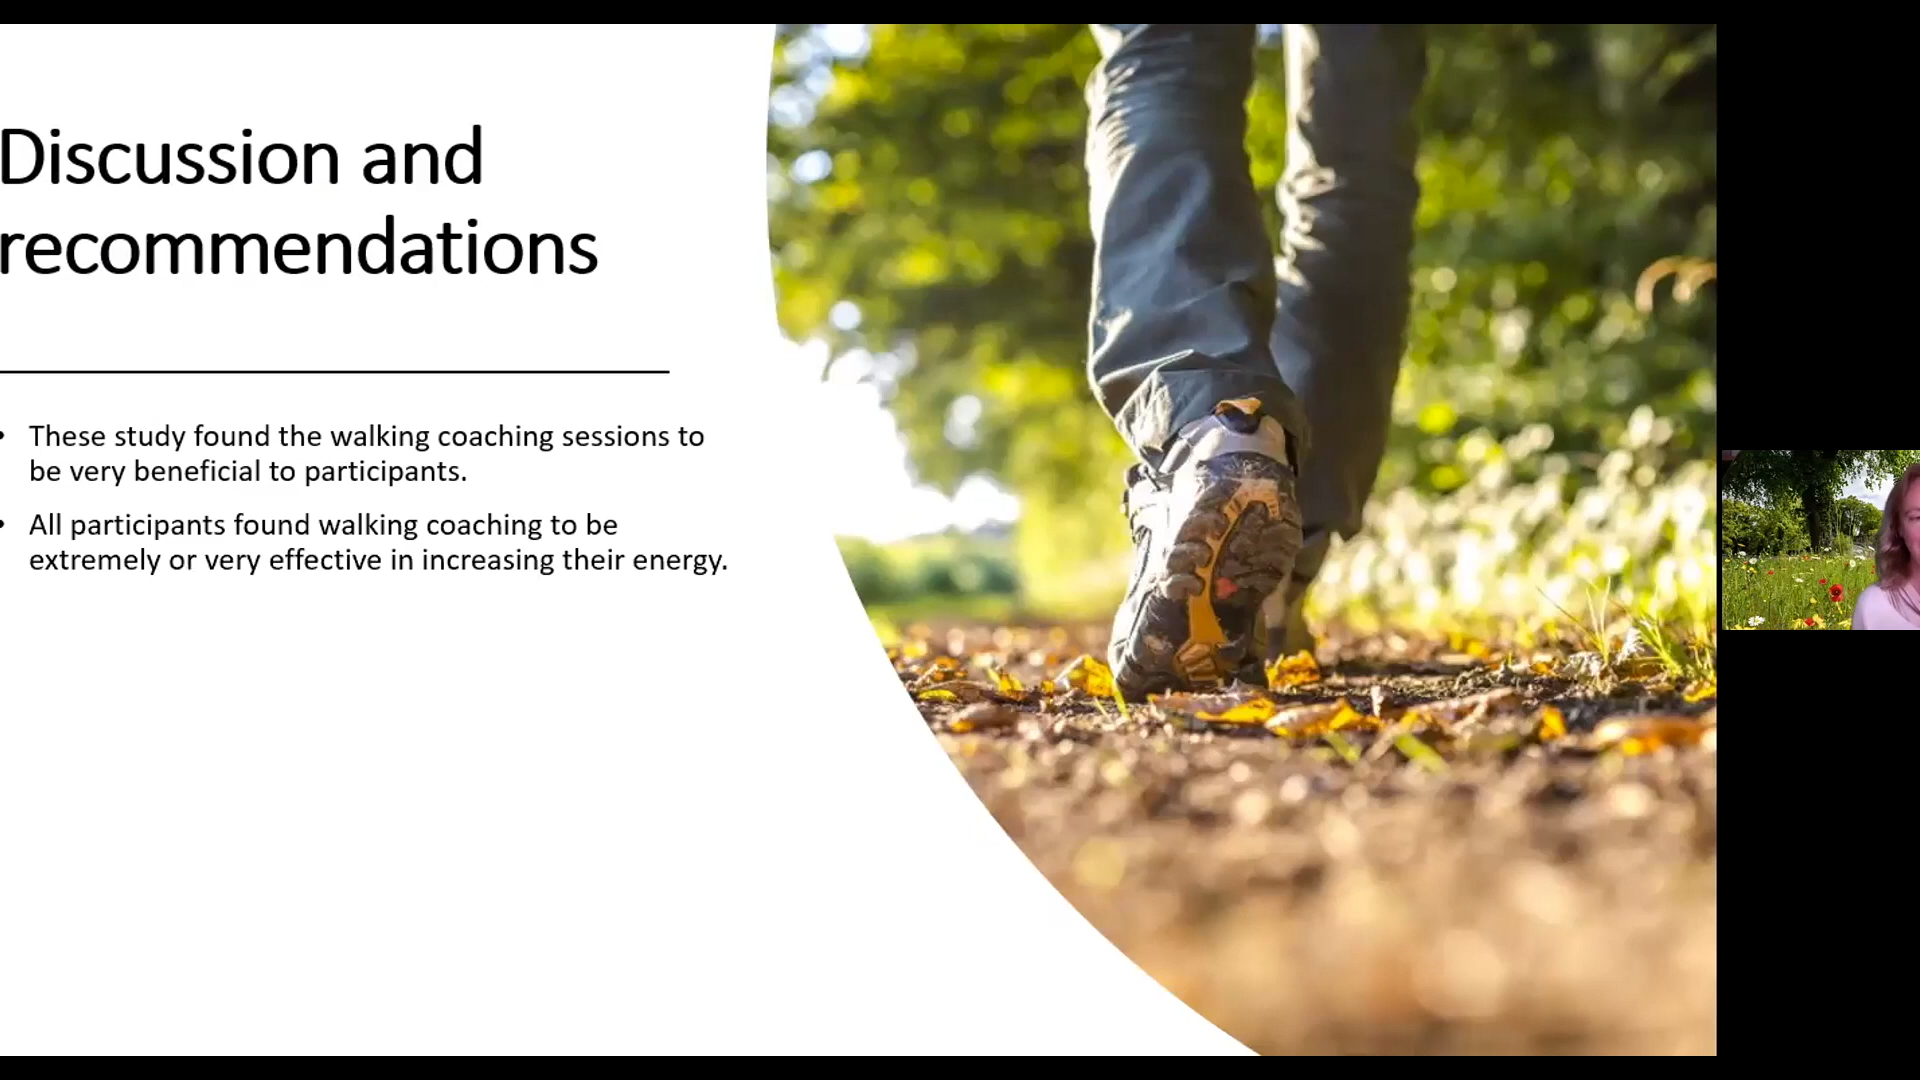 Discussion and
recommendations
• These study found the walking coaching sessions to
be very beneficial to participants.
• All participants found walking coaching to be
extremely or very effective in increasing their energy.